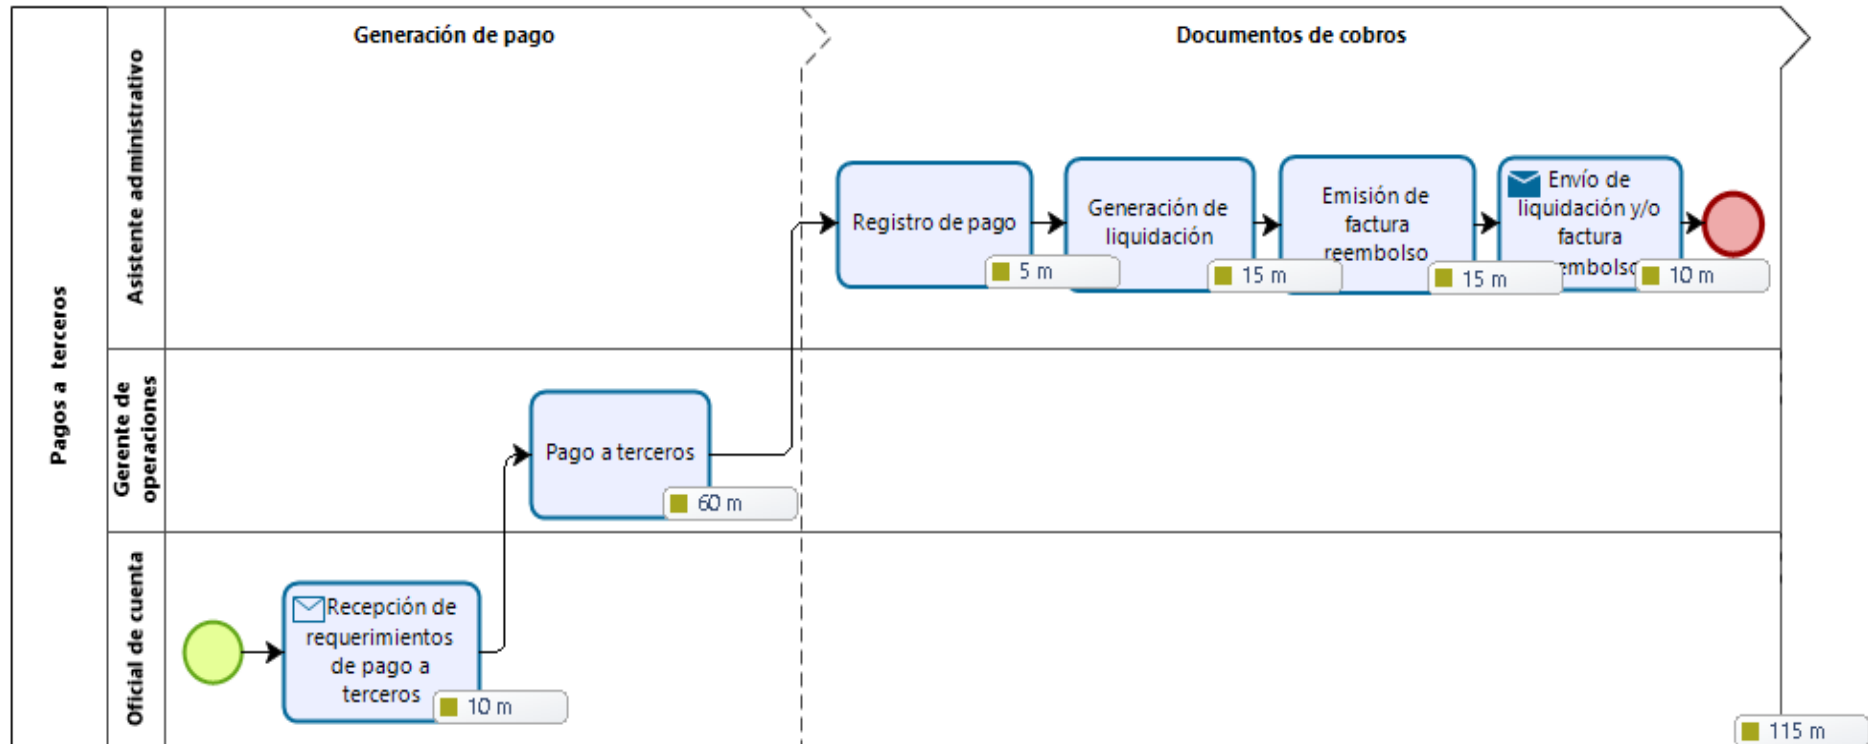 Generación de pago
Documentos de cobros
Pagos a terceros
Asistente administrativo
Registro de pago
5 m
Generación de
liquidación
15 m
Emisión de
factura
reembolso
15 m
Envío de
liquidación y/o
factura
embolso
10 m
Gerente de
operaciones
Pago a terceros
60 m
Oficial de cuenta
Recepción de
requerimientos
de pago a
terceros
10 m
115 m